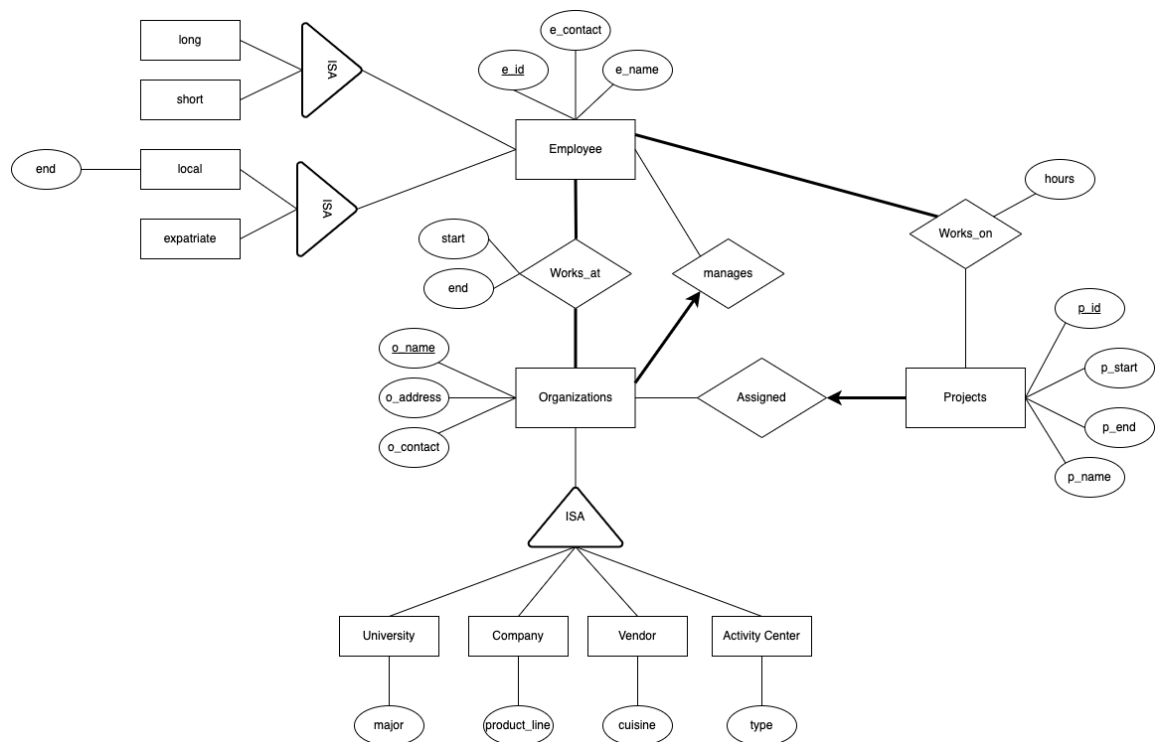 long
ISA
short
e_contact
e_id
e_name
Employee
end
local
ISA
expatriate
hours
Works_on
start
Works_at
end
manages
p_id
o_name
p_start
o_address
Organizations
Assigned
Projects
p_end
o_contact
p_name
ISA
University
Company
Vendor
Activity Center
major
product_line
cuisine
type